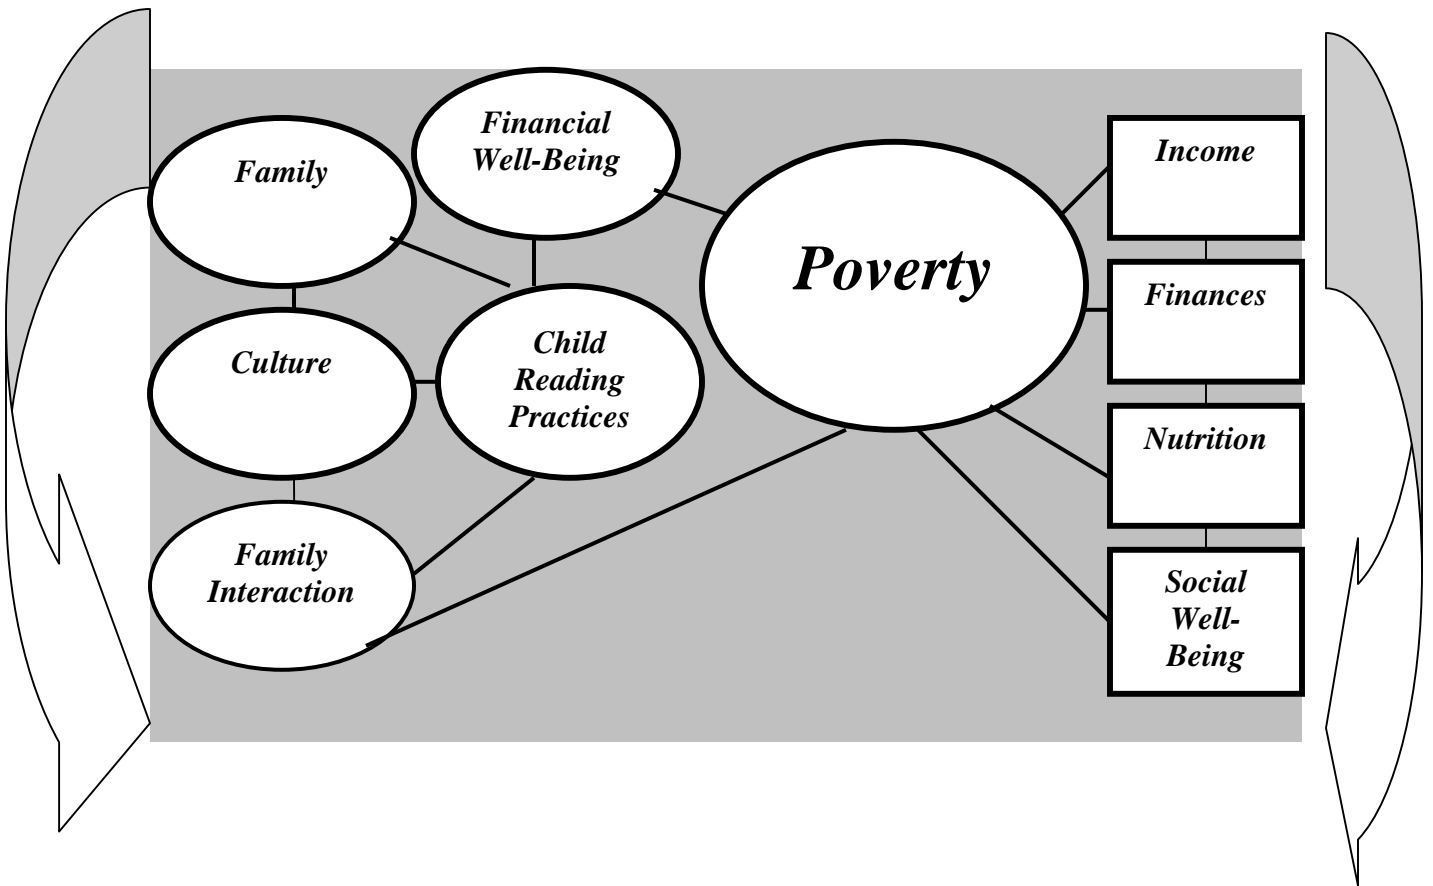 Financial
Well-Being
Family
Income
Poverty
Finances
Child
Reading
Practices
Culture
Nutrition
Family
Interaction
Social
Well-
Being